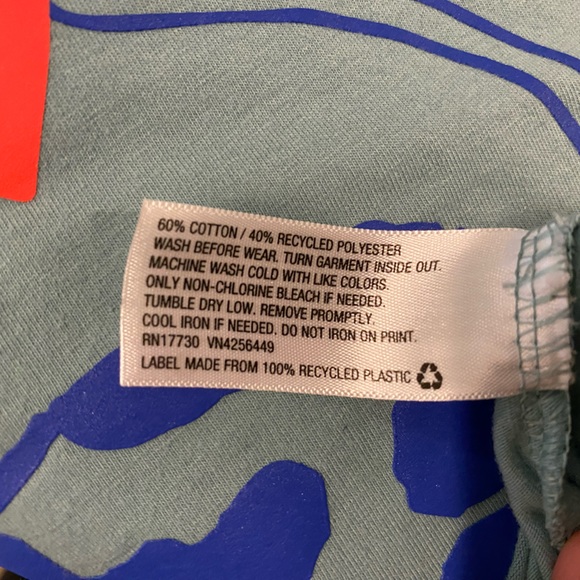 60% COTTON / 40% RECYCLED POLYESTER
WASH BEFORE WEAR. TURN GARMENT INSIDE OUT.
MACHINE WASH COLD WITH LIKE COLORS.
ONLY NON-CHLORINE BLEACH IF NEEDED.
TUMBLE DRY LOW. REMOVE PROMPTLY.
COOL IRON IF NEEDED. DO NOT IRON ON PRINT.
RN17730 VN4256449
LABEL MADE FROM 100% RECYCLED PLASTIC